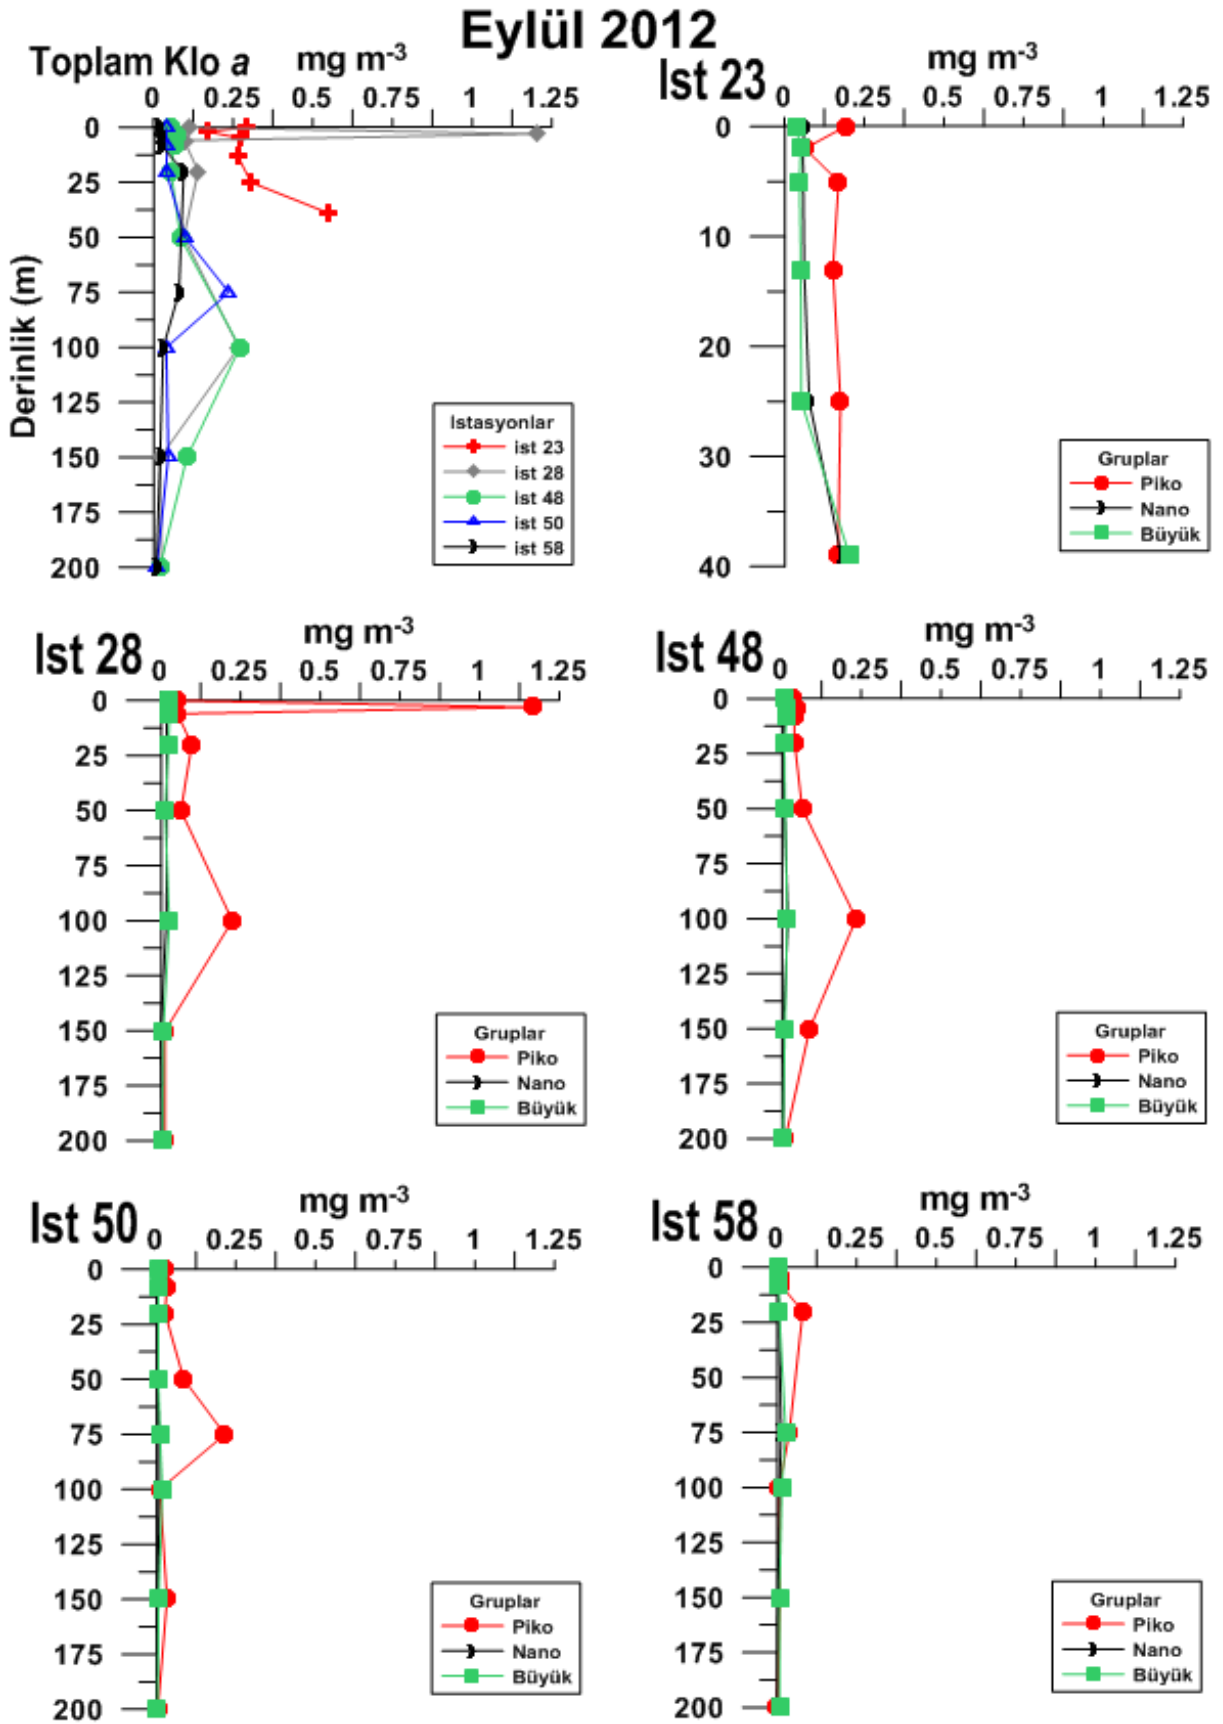 Eylül 2012
Toplam Klo a mg m-3
0 0.25 0.5 0.75 1 1.25
0
25
50
75
100
125
150
175
200
Derinlik (m)
Istasyonlar
ist 23
ist 28
ist 48
ist 50
ist 58
Ist 23 mg m-3
0 0.25 0.5 0.75 1 1.25
0
10
20
30
40
Gruplar
Piko
Nano
Büyük
Ist 28 mg m-3
0 0.25 0.5 0.75 1 1.25
0
25
50
75
100
125
150
175
200
Gruplar
Piko
Nano
Büyük
Ist 48 mg m-3
0 0.25 0.5 0.75 1 1.25
0
25
50
75
100
125
150
175
200
Gruplar
Piko
Nano
Büyük
Ist 50 mg m-3
0 0.25 0.5 0.75 1 1.25
0
25
50
75
100
125
150
175
200
Gruplar
Piko
Nano
Büyük
Ist 58 mg m-3
0 0.25 0.5 0.75 1 1.25
0
25
50
75
100
125
150
175
200
Gruplar
Piko
Nano
Büyük